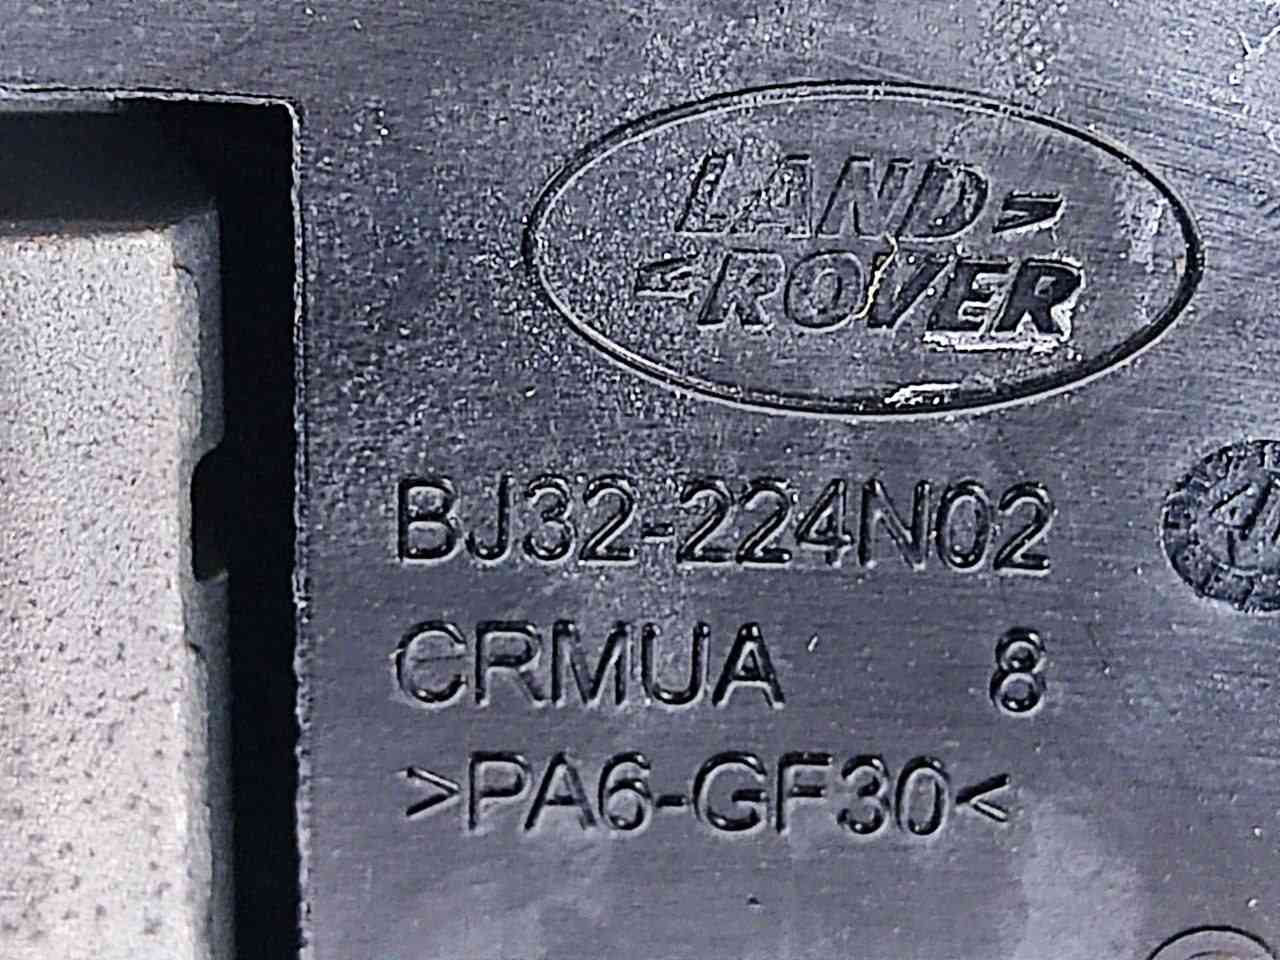 LAND
ROVER
BJ32-224N02
CRMUA 8
>PA6-GF30<